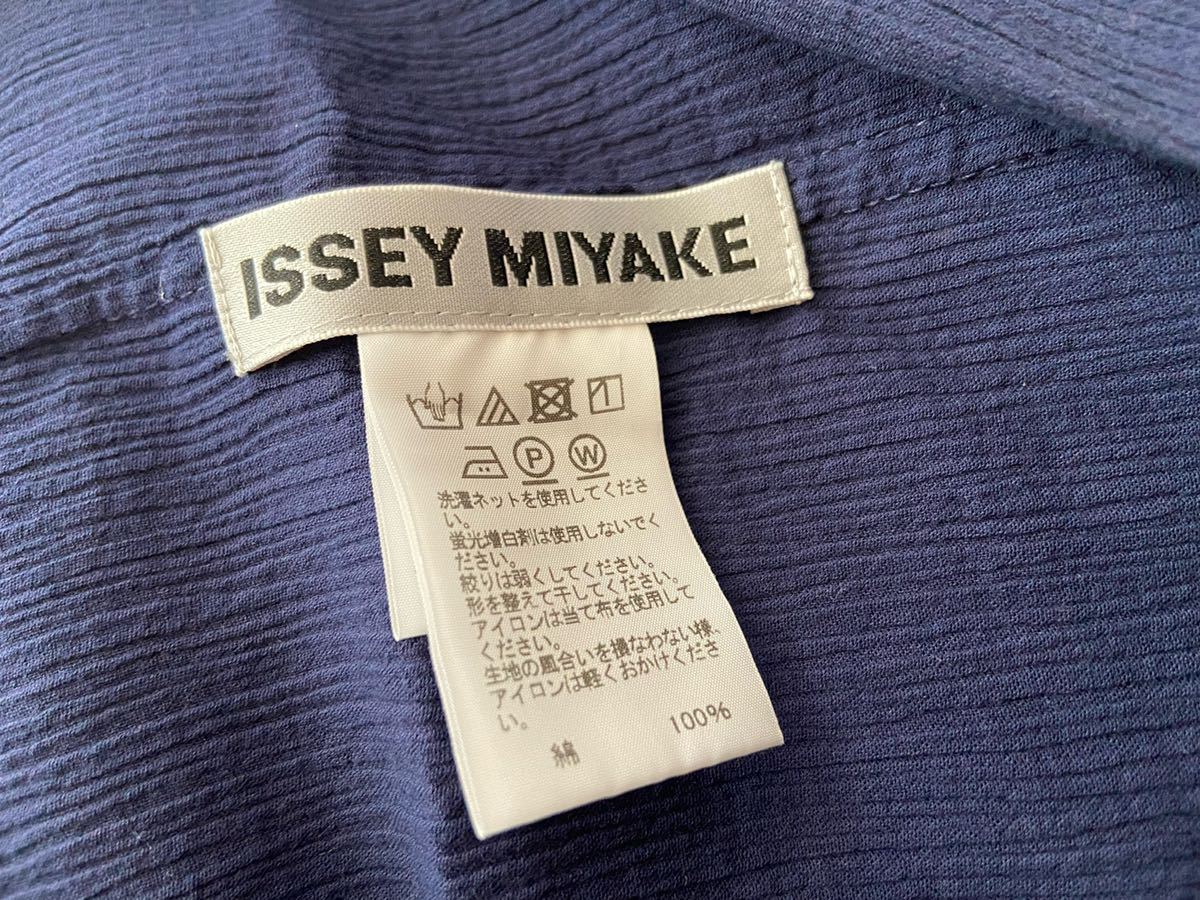 ISSEY MIYAKE
P W
洗濯ネットを使用してくださ
い。
蛍光増白剤は使用しないでく
ださい。
絞りは弱くしてください。
形を整えて干してください。
アイロンは当て布を使用して
ください。
生地の風合いを損なわない様、
アイロンは軽くおかけくださ
い。
綿 100%